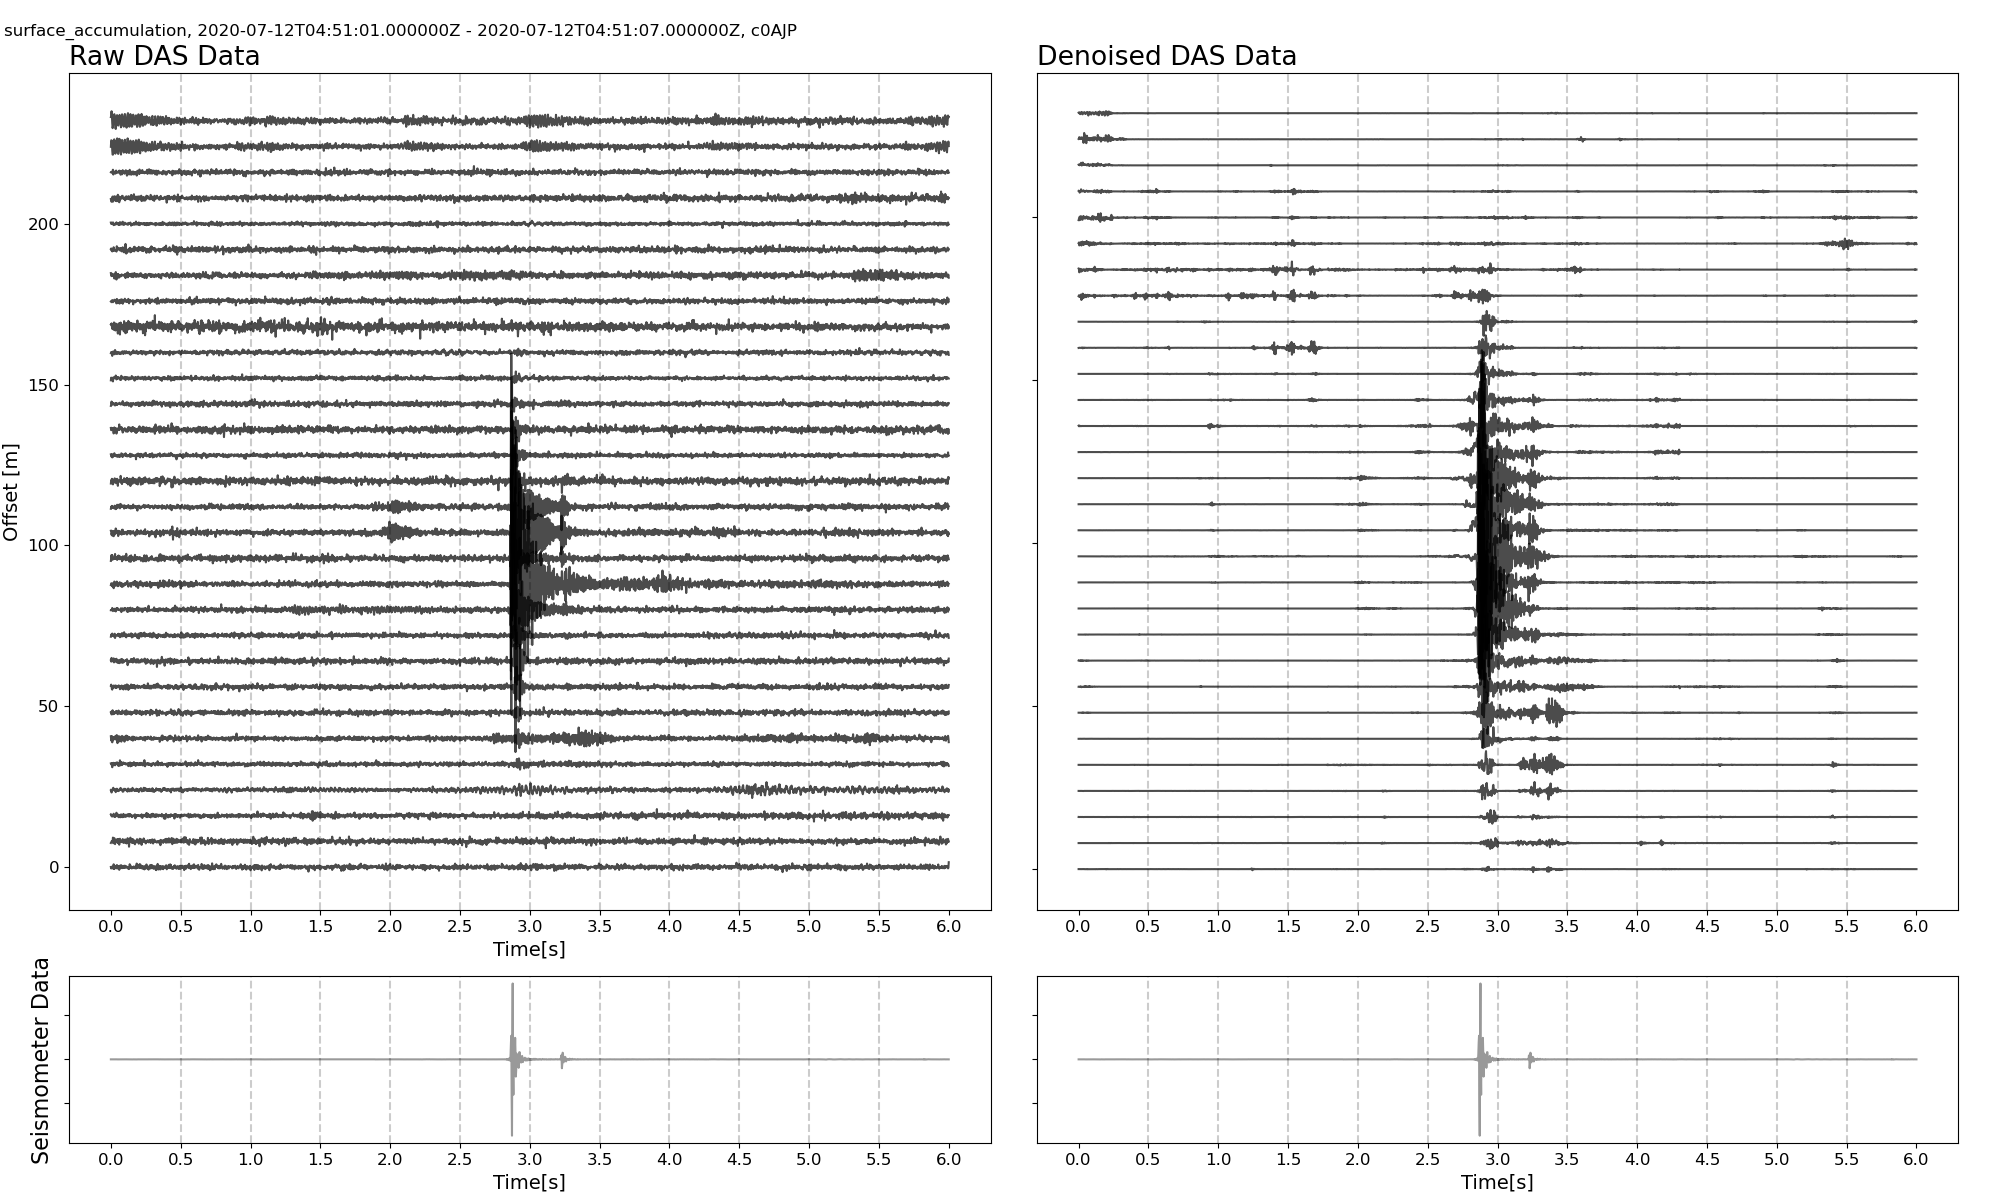 surface_accumulation, 2020-07-12T04:51:01.000000Z - 2020-07-12T04:51:07.000000Z, c0AJP
Raw DAS Data
Denoised DAS Data
Offset [m]
200
150
100
50
0
0.0 0.5 1.0 1.5 2.0 2.5 3.0 3.5 4.0 4.5 5.0 5.5 6.0
Time[s]
0.0 0.5 1.0 1.5 2.0 2.5 3.0 3.5 4.0 4.5 5.0 5.5 6.0
Seismometer Data
0.0 0.5 1.0 1.5 2.0 2.5 3.0 3.5 4.0 4.5 5.0 5.5 6.0
Time[s]
0.0 0.5 1.0 1.5 2.0 2.5 3.0 3.5 4.0 4.5 5.0 5.5 6.0
Time[s]